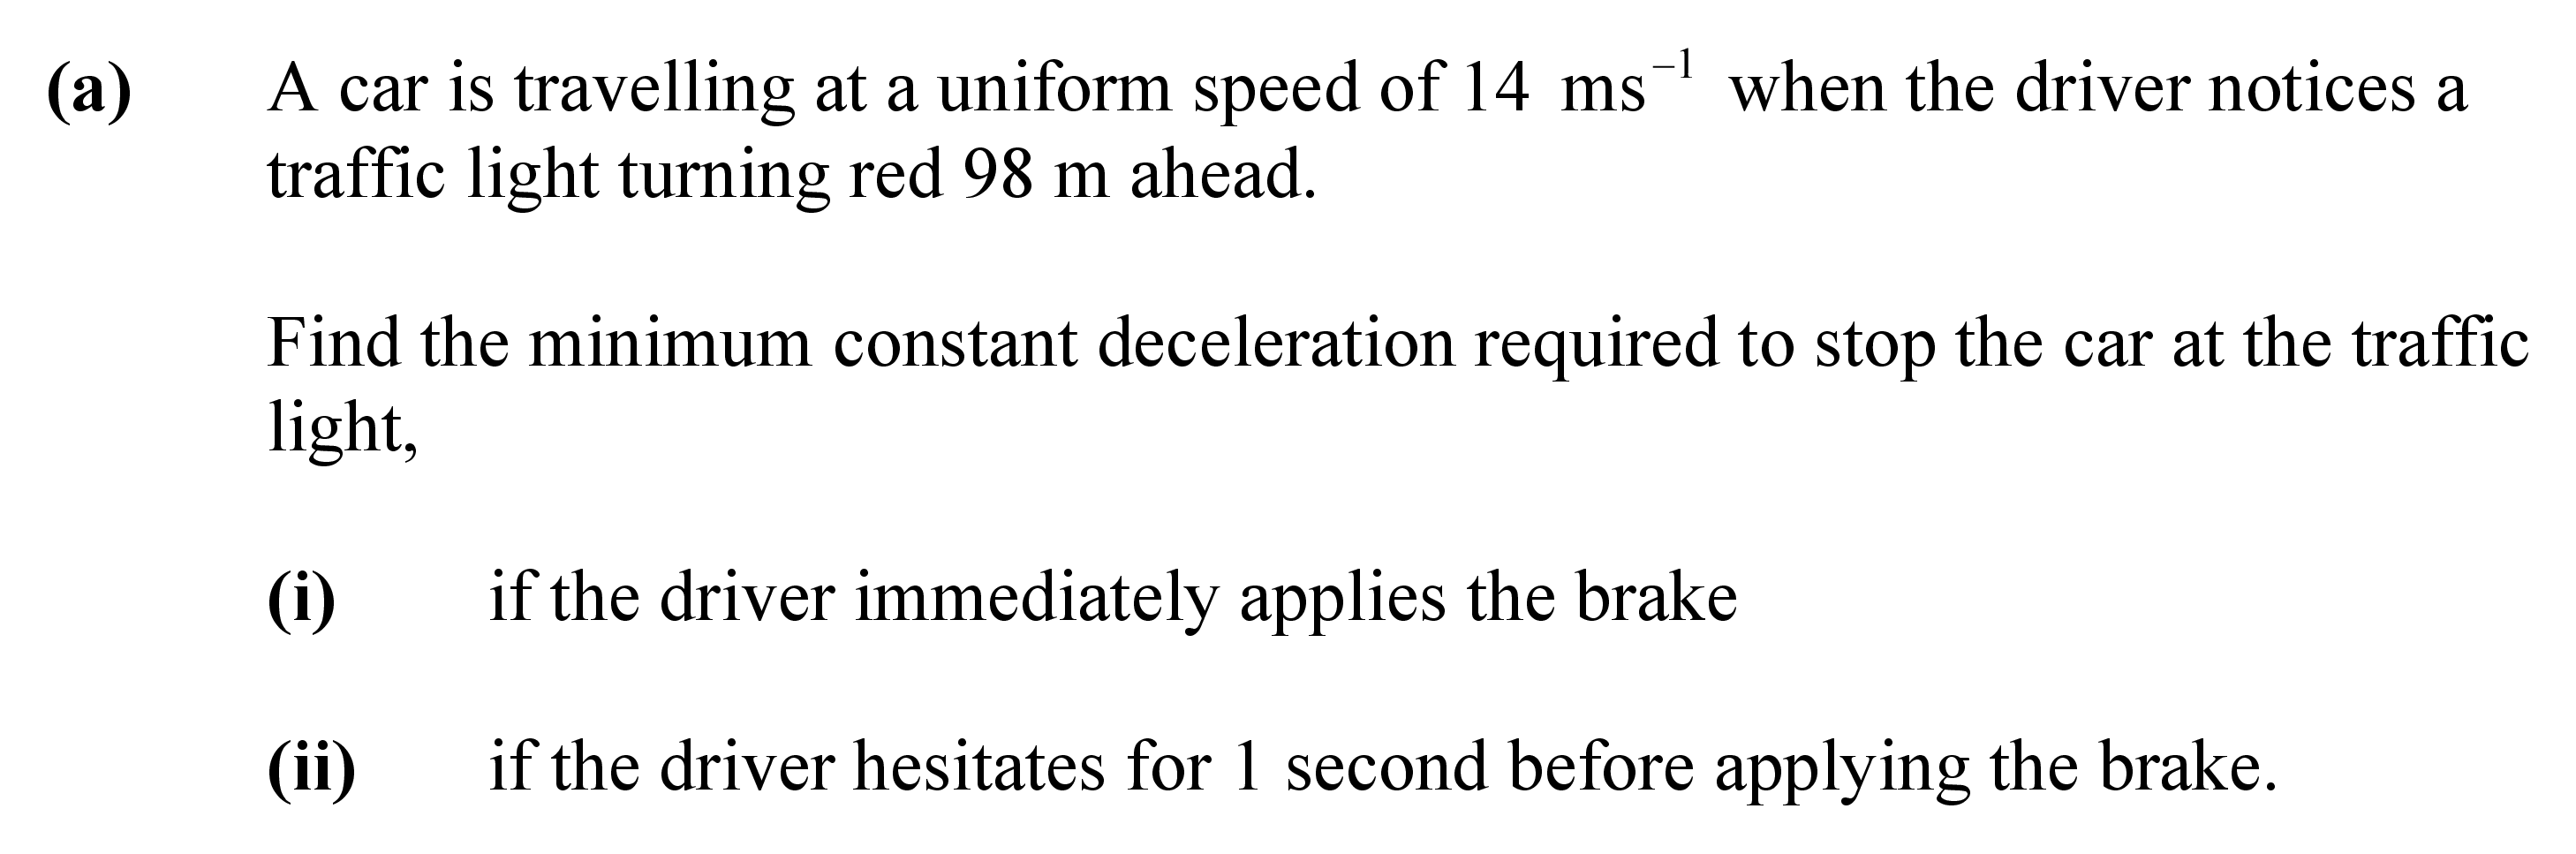 (a) A car is travelling at a uniform speed of 14 ms⁻¹ when the driver notices a
traffic light turning red 98 m ahead.
Find the minimum constant deceleration required to stop the car at the traffic
light,
(i) if the driver immediately applies the brake
(ii) if the driver hesitates for 1 second before applying the brake.